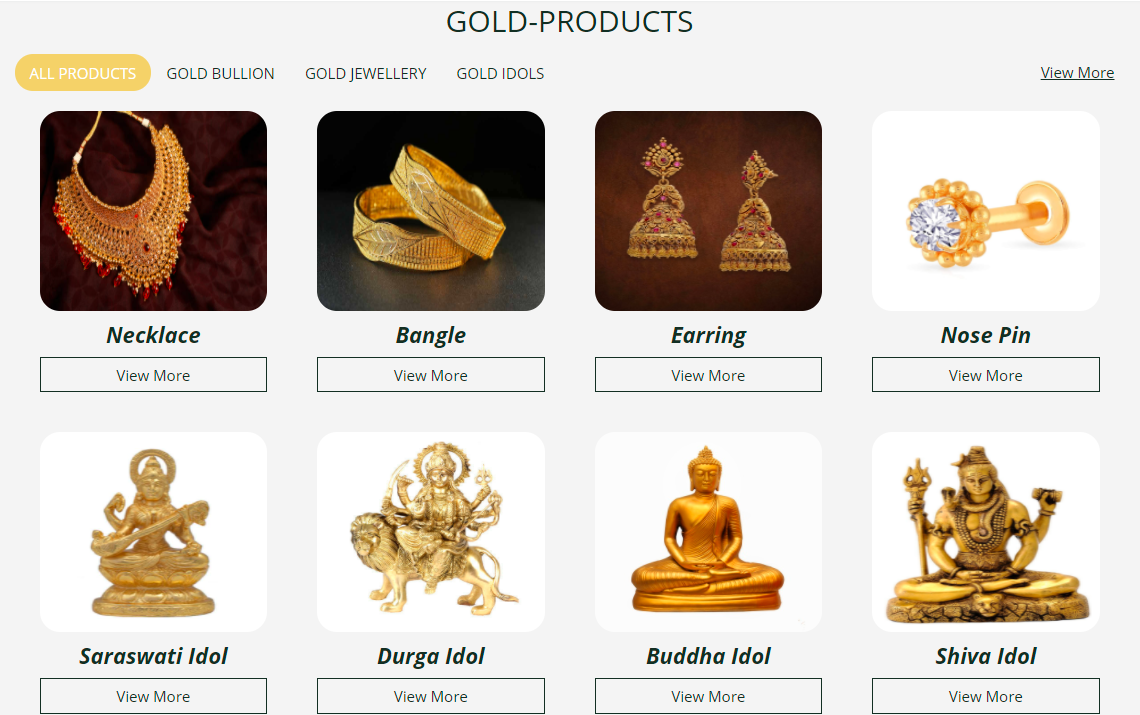 GOLD-PRODUCTS
ALL PRODUCTS GOLD BULLION GOLD JEWELLERY GOLD IDOLS View More
Necklace Bangle Earring Nose Pin
View More View More View More View More
Saraswati Idol Durga Idol Buddha Idol Shiva Idol
View More View More View More View More